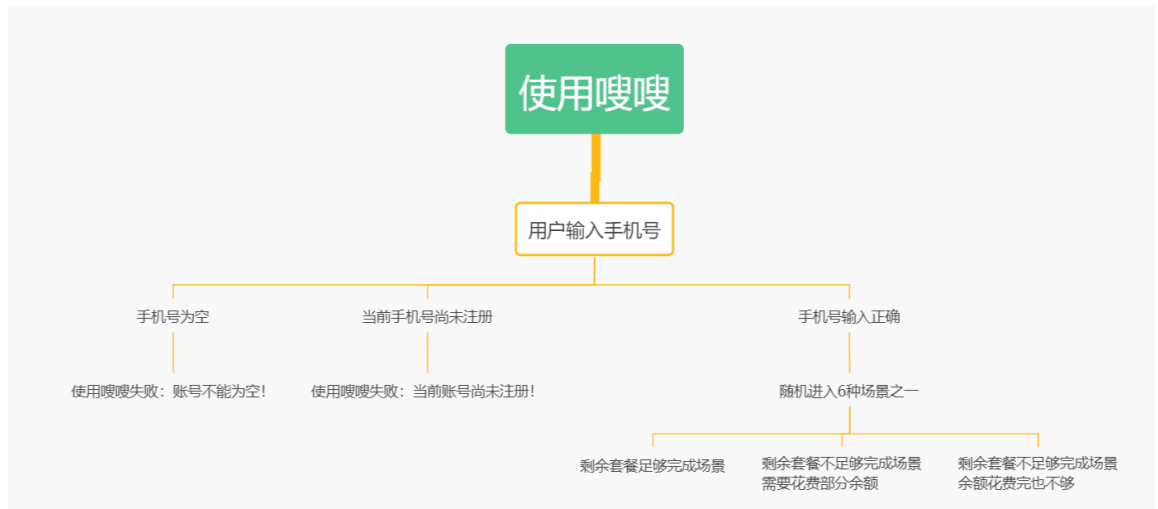 使用嗖嗖
用户输入手机号
手机号为空
当前手机号尚未注册
手机号输入正确
使用嗖嗖失败：账号不能为空！
使用嗖嗖失败：当前账号尚未注册！
随机进入6种场景之一
剩余套餐足够完成场景
剩余套餐不足够完成场景
需要花费部分余额
剩余套餐不足够完成场景
余额花费完也不够